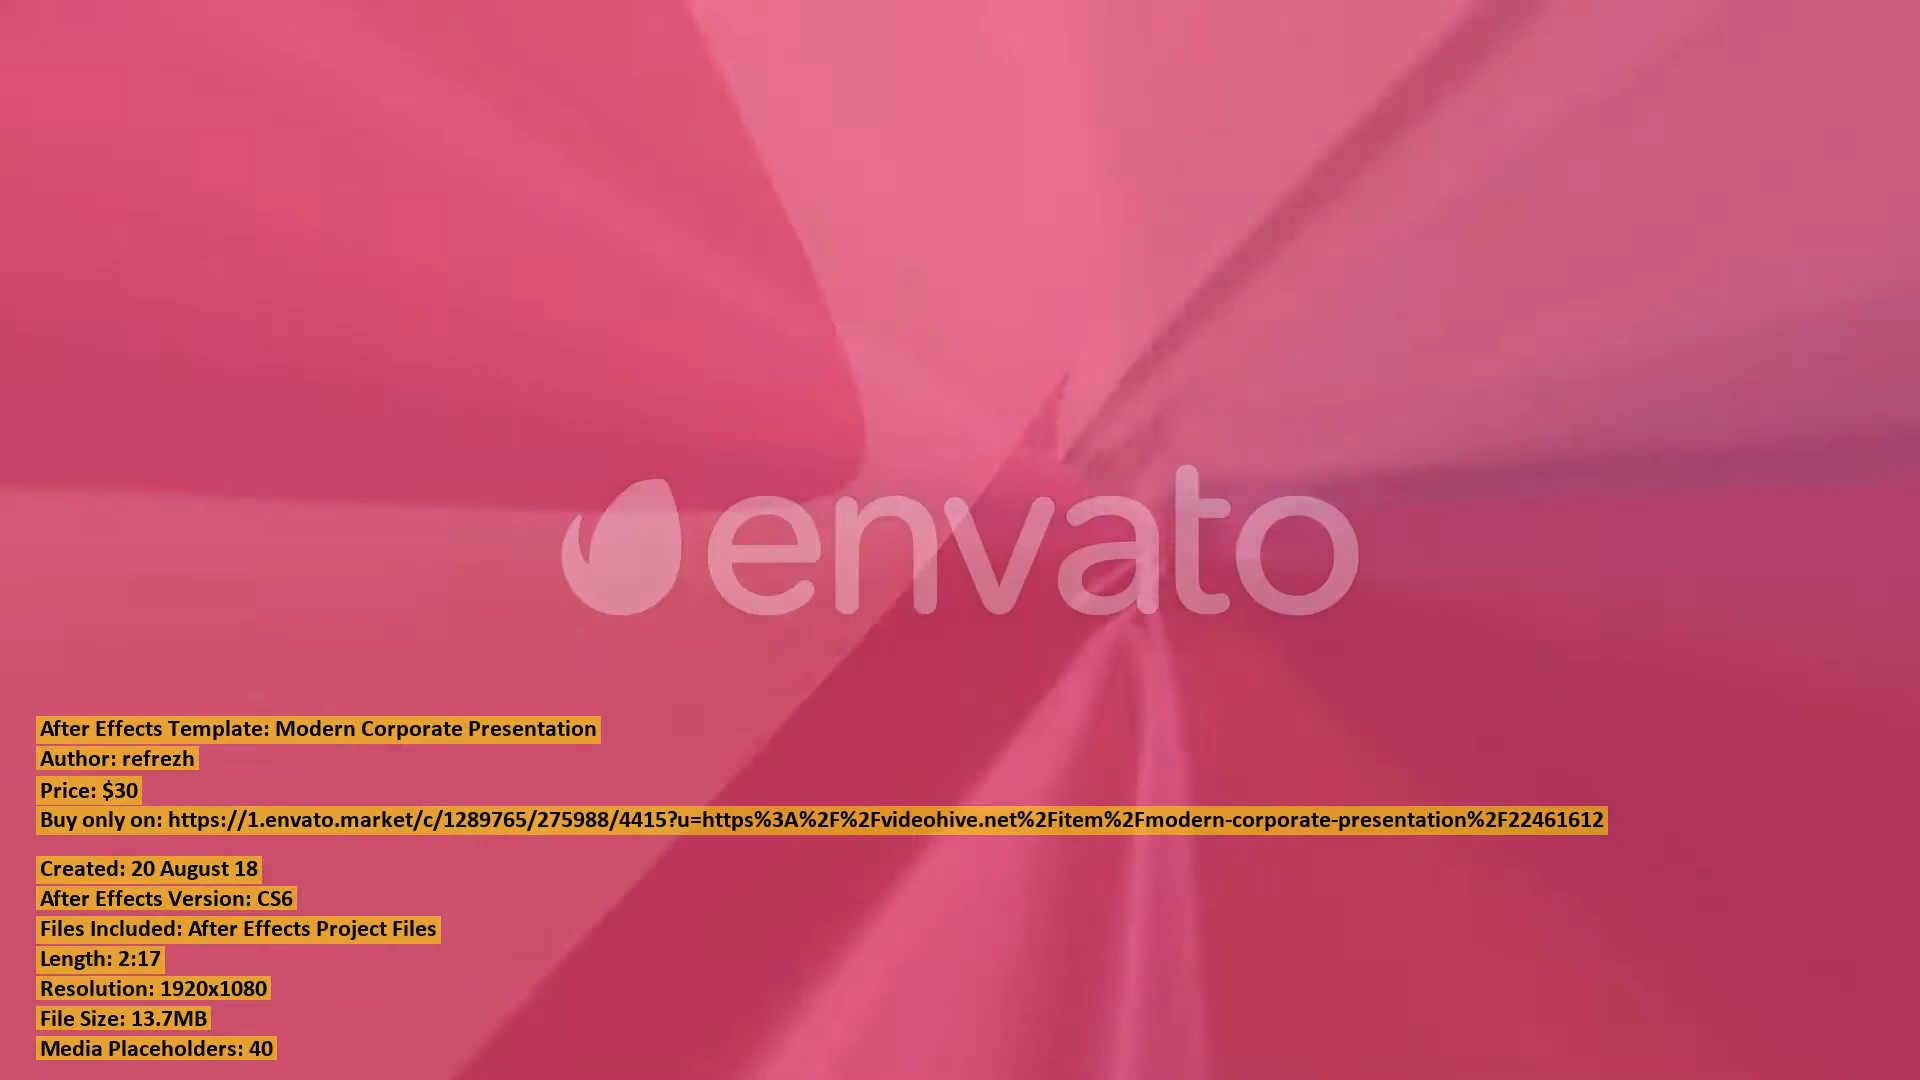 envato
After Effects Template: Modern Corporate Presentation
Author: refrezh
Price: $30
Buy only on: https://1.envato.market/c/1289765/275988/4415?u=https%3A%2F%2Fvideohive.net%2Fitem%2Fmodern-corporate-presentation%2F22461612
Created: 20 August 18
After Effects Version: CS6
Files Included: After Effects Project Files
Length: 2:17
Resolution: 1920x1080
File Size: 13.7MB
Media Placeholders: 40